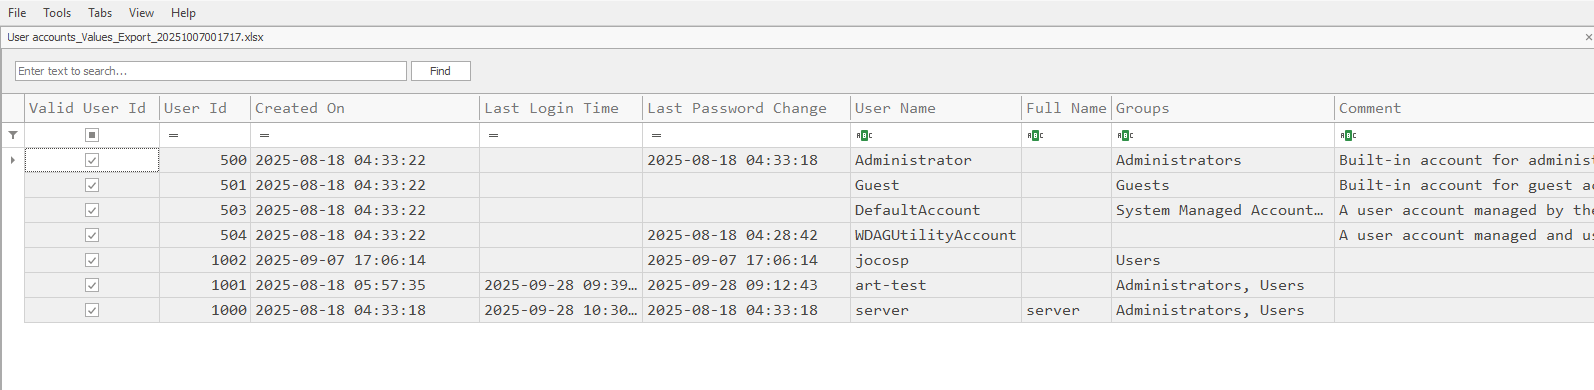 File Tools Tabs View Help
User accounts_Values_Export_20251007001717.xlsx ×
Enter text to search... Find
Valid User Id User Id Created On Last Login Time Last Password Change User Name Full Name Groups Comment
= = = = ABC ABC ABC ABC
500 2025-08-18 04:33:22 2025-08-18 04:33:18 Administrator Administrators Built-in account for administ
501 2025-08-18 04:33:22 Guest Guests Built-in account for guest ac
503 2025-08-18 04:33:22 DefaultAccount System Managed Account… A user account managed by the
504 2025-08-18 04:33:22 2025-08-18 04:28:42 WDAGUtilityAccount A user account managed and us
1002 2025-09-07 17:06:14 2025-09-07 17:06:14 jocosp Users
1001 2025-08-18 05:57:35 2025-09-28 09:39… 2025-09-28 09:12:43 art-test Administrators, Users
1000 2025-08-18 04:33:18 2025-09-28 10:30… 2025-08-18 04:33:18 server server Administrators, Users